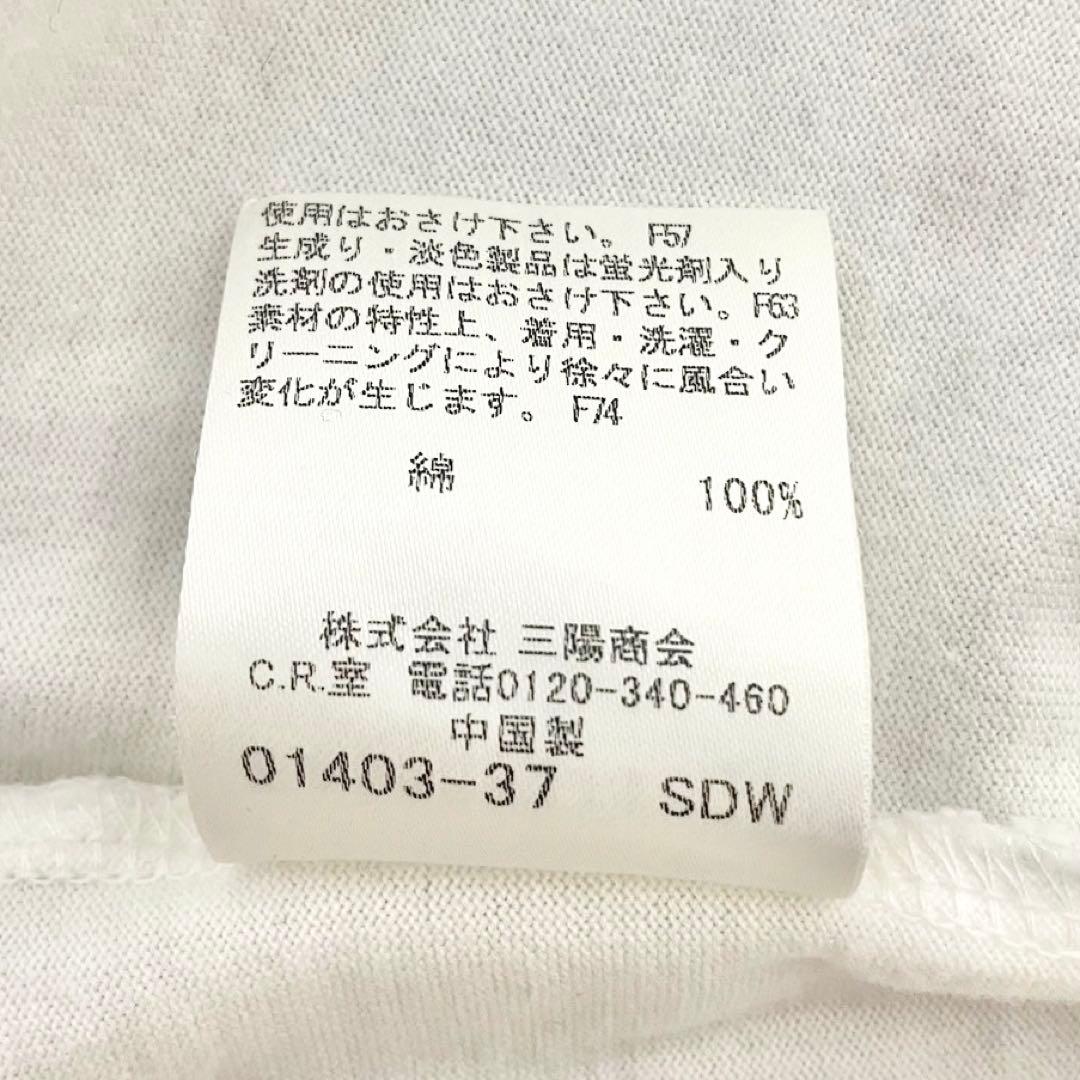 使用はおさけ下さい。 F57
生成り・淡色製品は蛍光剤入り
洗剤の使用はおさけ下さい。F63
素材の特性上、着用・洗濯・ク
リーニングにより徐々に風合い
変化が生じます。 F74
綿 100%
株式会社 三陽商会
C.R.室 電話0120-340-460
中国製
01403-37 SDW